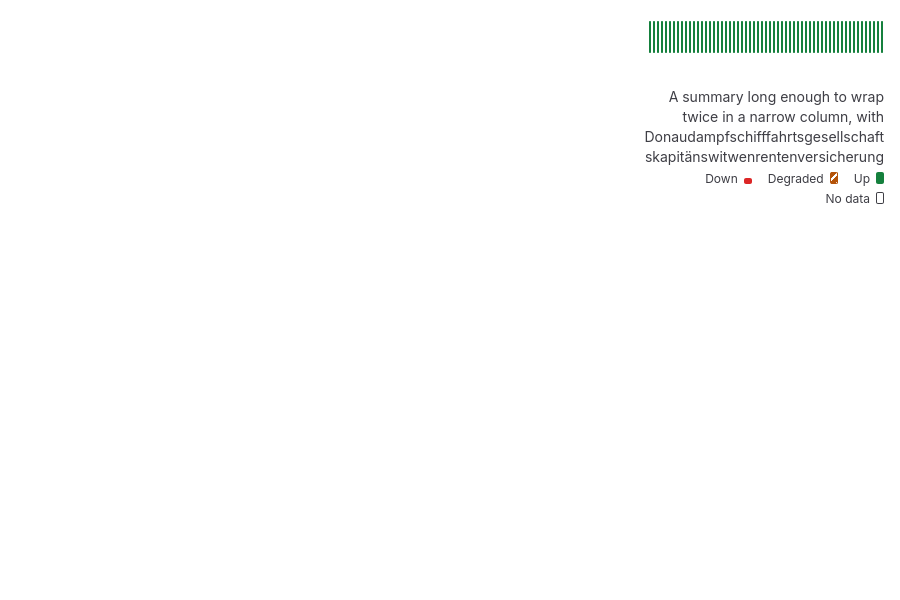 A summary long enough to wrap
twice in a narrow column, with
Donaudampfschifffahrtsgesellschaft
skapitänswitwenrentenversicherung
Down Degraded Up
No data